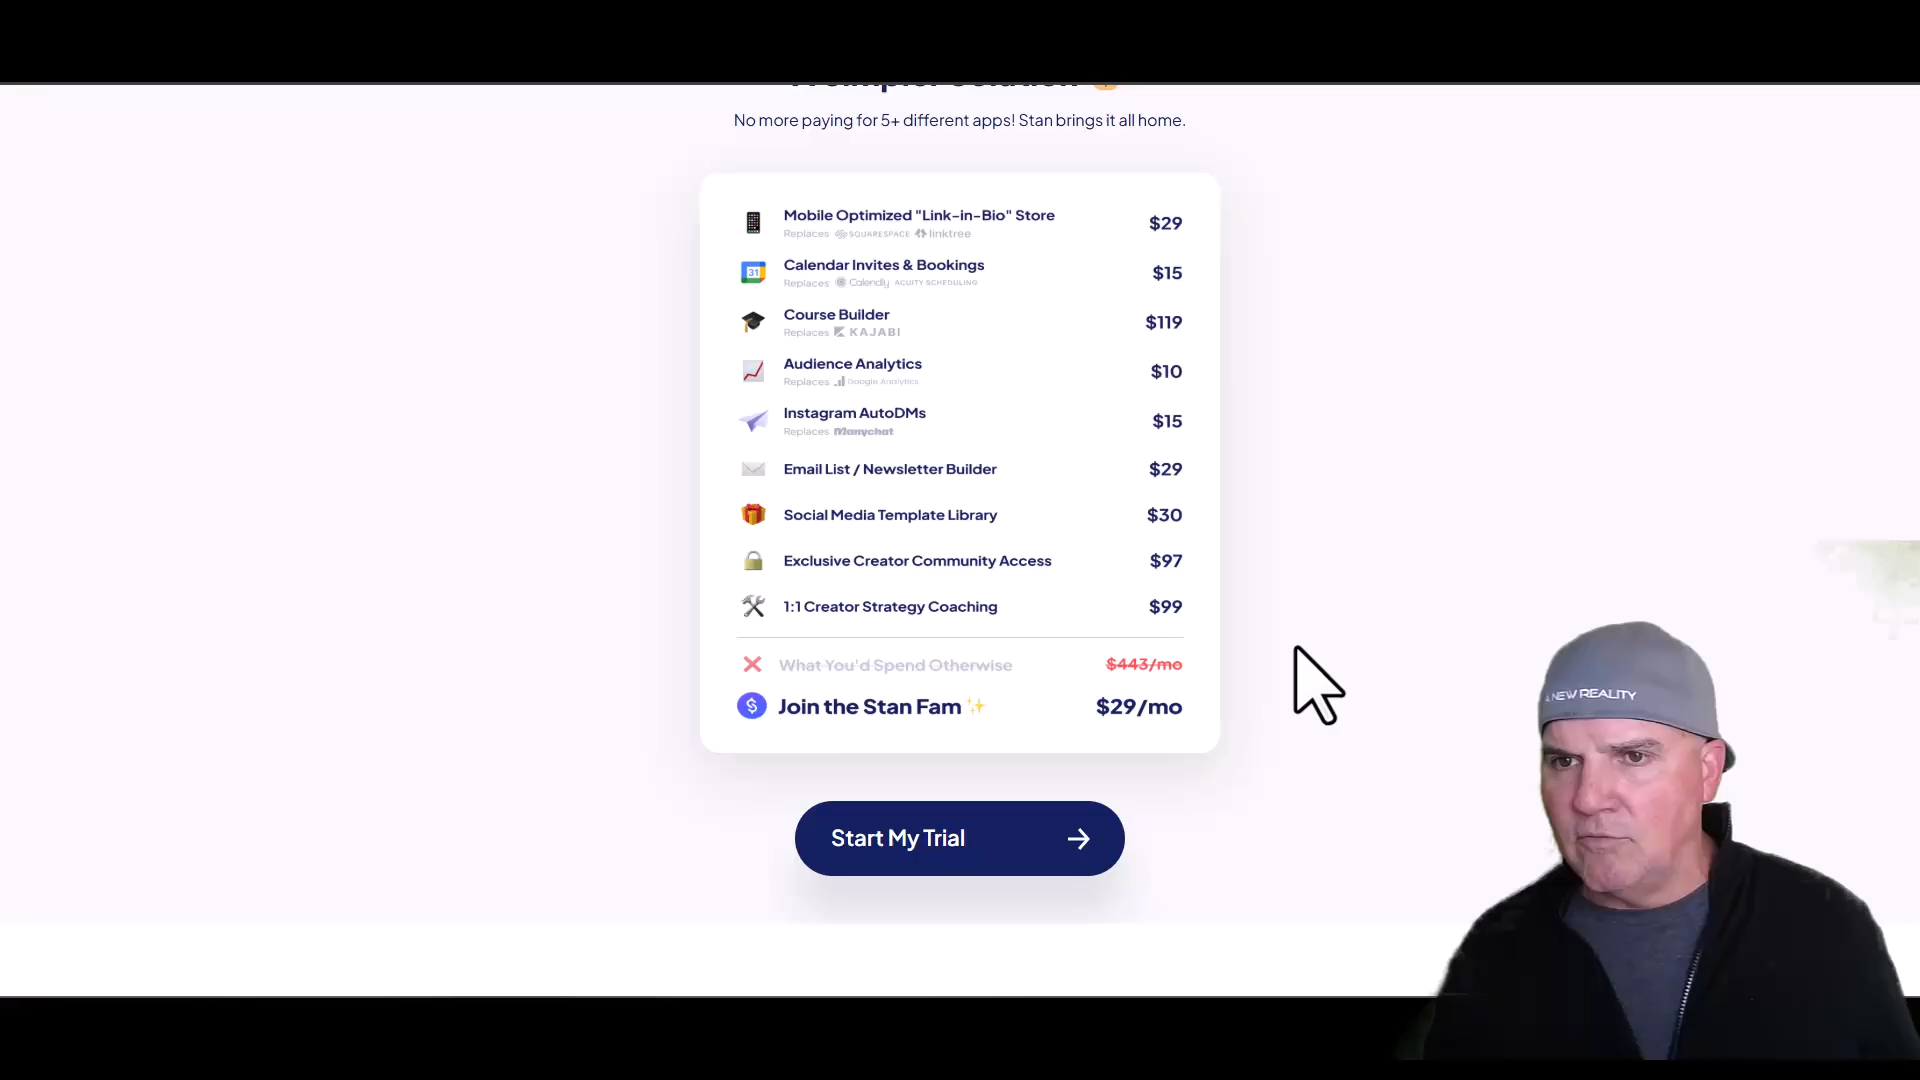 No more paying for 5+ different apps! Stan brings it all home.
Mobile Optimized "Link-in-Bio" Store
$29
Replaces SQUARESPACE linktree
Calendar Invites & Bookings
$15
31
Replaces Calendly ACUITY SCHEDULING
Course Builder
$119
Replaces KAJABI
Audience Analytics
$10
Replaces Google Analytics
Instagram AutoDMs
$15
Replaces Manychat
Email List / Newsletter Builder
$29
Social Media Template Library
$30
Exclusive Creator Community Access
$97
1:1 Creator Strategy Coaching
$99
What You'd Spend Otherwise
$443/mo
$ Join the Stan Fam
$29/mo
Start My Trial
NEW REALITY